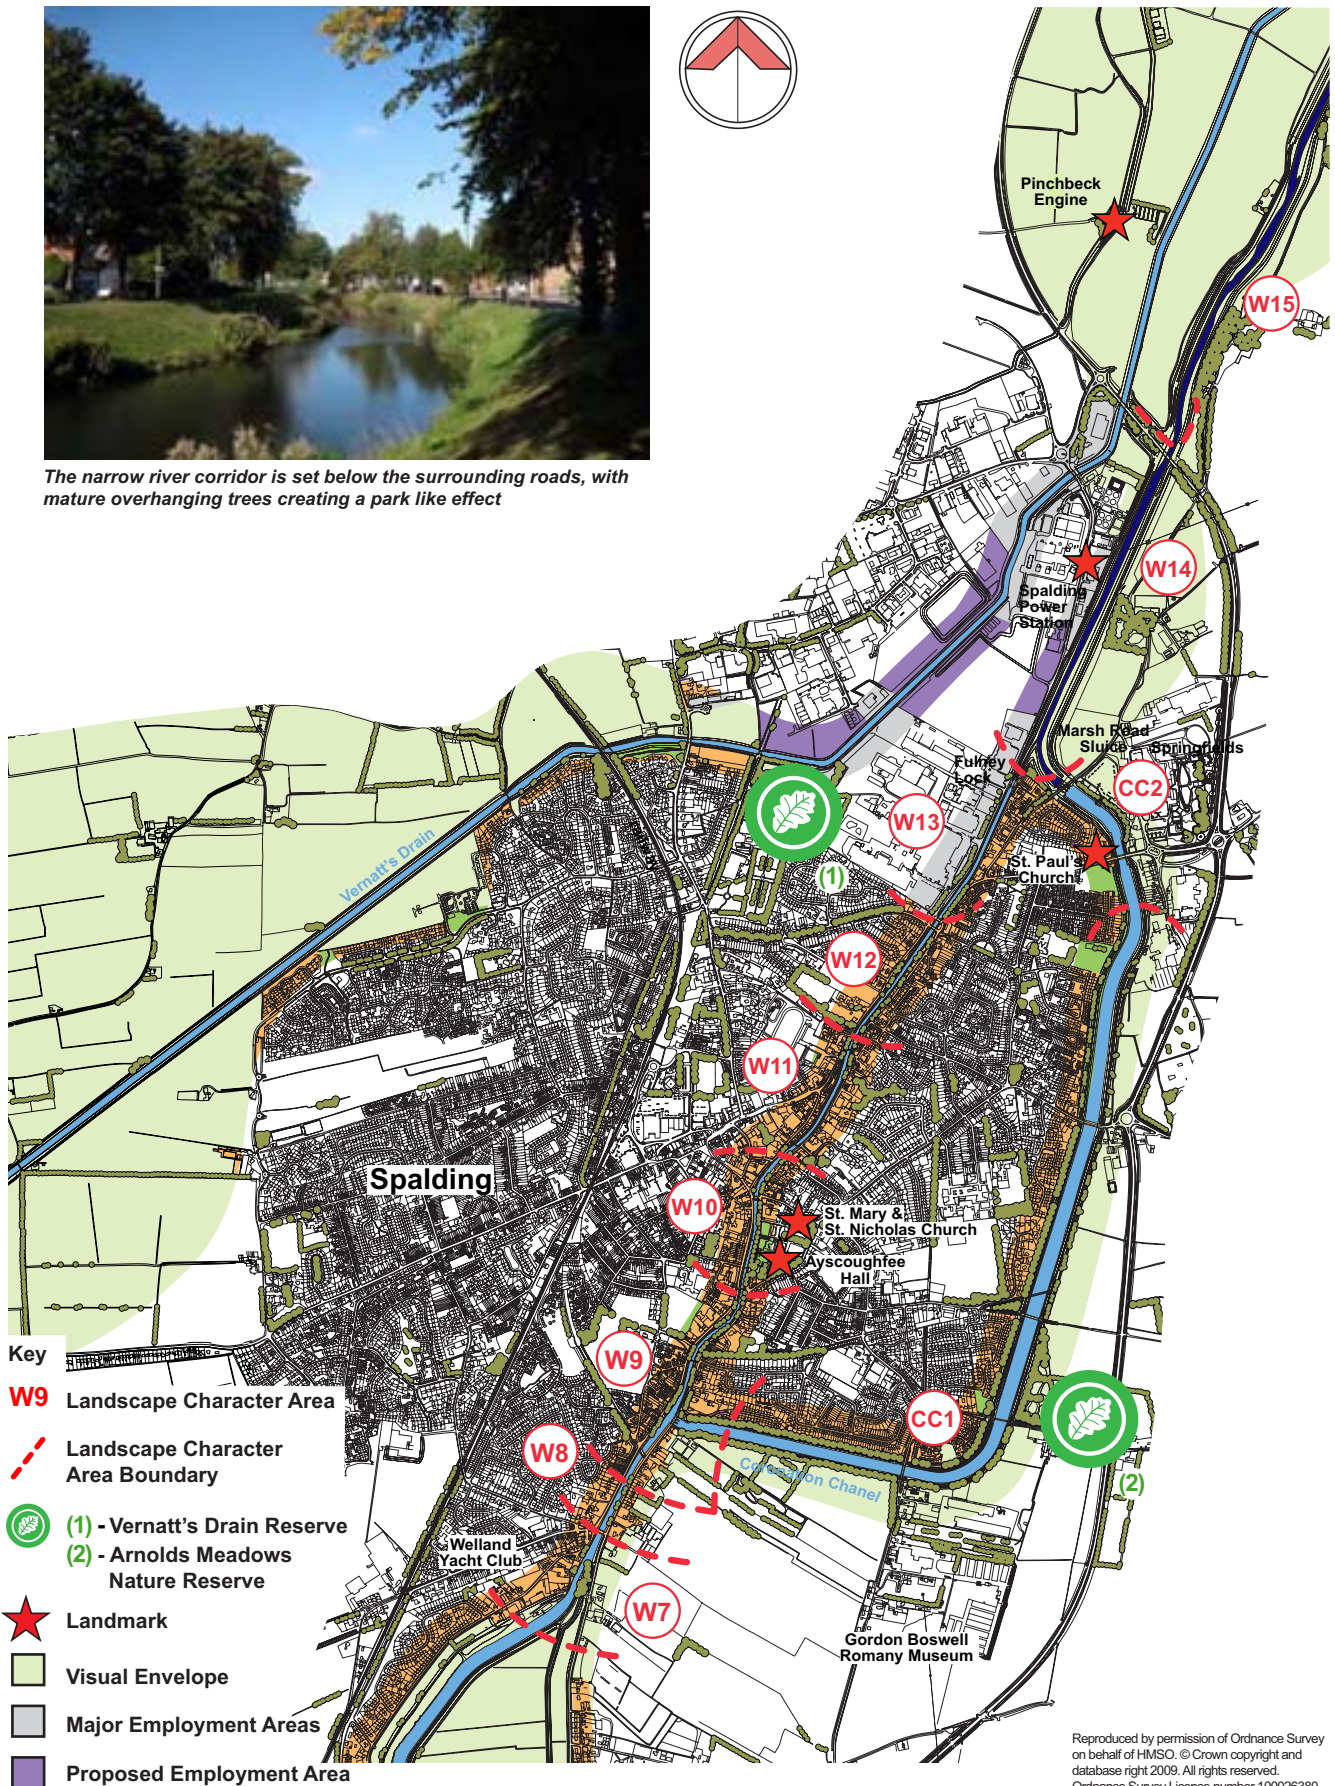 The narrow river corridor is set below the surrounding roads, with
mature overhanging trees creating a park like effect
Pinchbeck
Engine
W15
W14
Spalding
Power
Station
Marsh Road
Sluice
Springfields
Fulney
Lock
CC2
W13
St. Paul's
Church
Vernatt's Drain
(1)
W12
W11
Spalding
W10
St. Mary &
St. Nicholas Church
Ayscoughfee
Hall
W9
CC1
W8
Coronation Chanel
(2)
Welland
Yacht Club
W7
Gordon Boswell
Romany Museum
Key
W9 Landscape Character Area
Landscape Character
Area Boundary
(1) - Vernatt's Drain Reserve
(2) - Arnolds Meadows
Nature Reserve
Landmark
Visual Envelope
Major Employment Areas
Proposed Employment Area
Reproduced by permission of Ordnance Survey
on behalf of HMSO. © Crown copyright and
database right 2009. All rights reserved.
Ordnance Survey Licence number 100026380